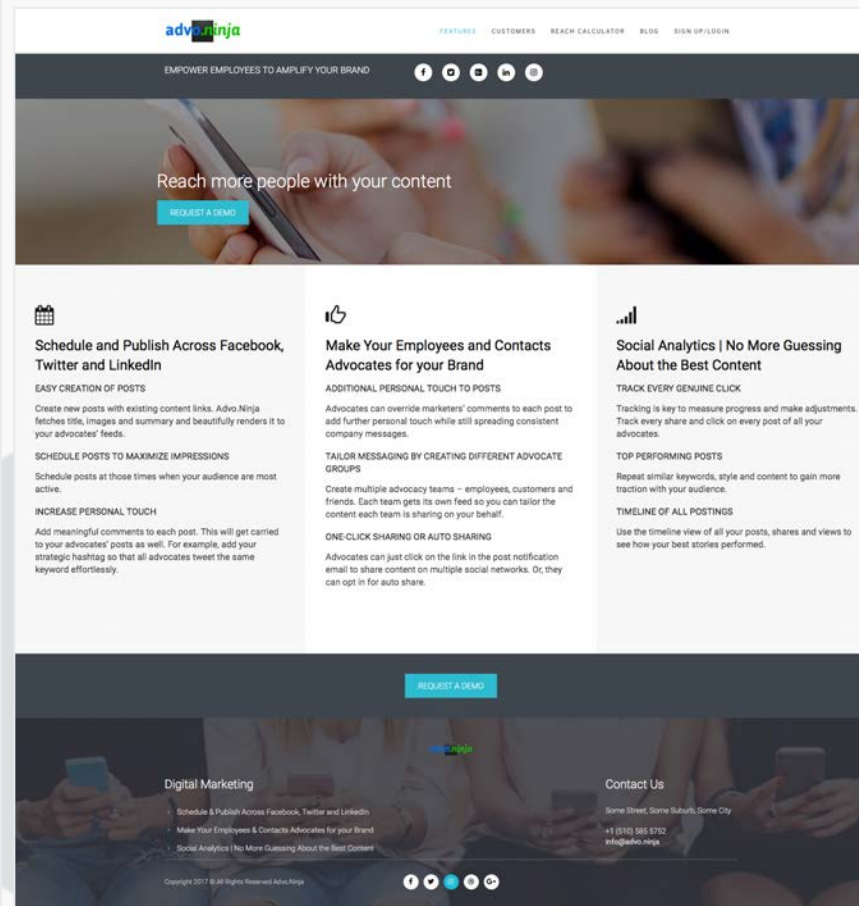 advo.ninja
FEATURES CUSTOMERS REACH CALCULATOR BLOG SIGN UP/LOGIN
EMPOWER EMPLOYEES TO AMPLIFY YOUR BRAND
Reach more people with your content
REQUEST A DEMO
Schedule and Publish Across Facebook,
Twitter and LinkedIn
EASY CREATION OF POSTS
Create new posts with existing content links. Advo.Ninja
fetches title, images and summary and beautifully renders it to
your advocates' feeds.
SCHEDULE POSTS TO MAXIMIZE IMPRESSIONS
Schedule posts at those times when your audience are most
active.
INCREASE PERSONAL TOUCH
Add meaningful comments to each post. This will get carried
to your advocates' posts as well. For example, add your
strategic hashtag so that all advocates tweet the same
keyword effortlessly.
Make Your Employees and Contacts
Advocates for your Brand
ADDITIONAL PERSONAL TOUCH TO POSTS
Advocates can override marketers' comments to each post to
add further personal touch while still spreading consistent
company messages.
TAILOR MESSAGING BY CREATING DIFFERENT ADVOCATE
GROUPS
Create multiple advocacy teams – employees, customers and
friends. Each team gets its own feed so you can tailor the
content each team is sharing on your behalf.
ONE-CLICK SHARING OR AUTO SHARING
Advocates can just click on the link in the post notification
email to share content on multiple social networks. Or, they
can opt in for auto share.
Social Analytics | No More Guessing
About the Best Content
TRACK EVERY GENUINE CLICK
Tracking is key to measure progress and make adjustments.
Track every share and click on every post of all your
advocates.
TOP PERFORMING POSTS
Repeat similar keywords, style and content to gain more
traction with your audience.
TIMELINE OF ALL POSTINGS
Use the timeline view of all your posts, shares and views to
see how your best stories performed.
REQUEST A DEMO
advo.ninja
Digital Marketing
Schedule & Publish Across Facebook, Twitter and LinkedIn
Make Your Employees & Contacts Advocates for your Brand
Social Analytics | No More Guessing About the Best Content
Contact Us
Some Street, Some Suburb, Some City
+1 (510) 585 5752
info@advo.ninja
Copyright 2017 © All Rights Reserved Advo.Ninja